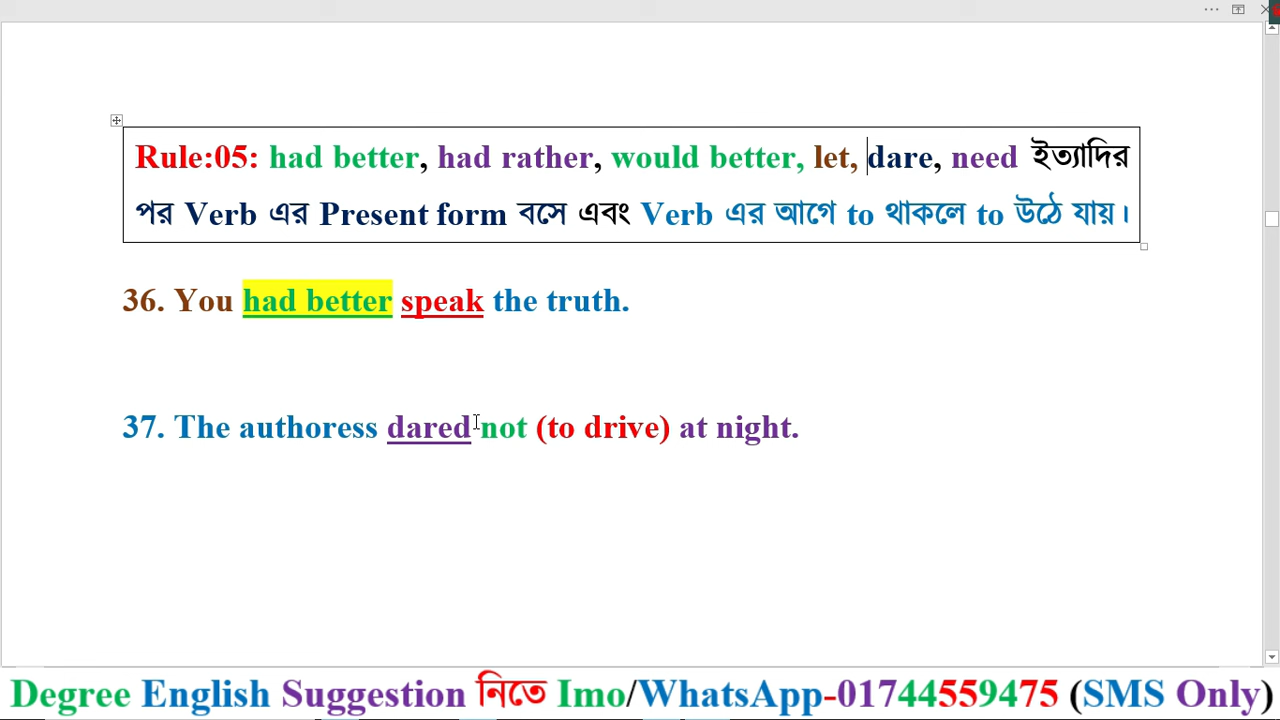 Rule:05: had better, had rather, would better, let, dare, need ইত্যাদির
পর Verb এর Present form বসে এবং Verb এর আগে to থাকলে to উঠে যায়।
36. You had better speak the truth.
37. The authoress dared not (to drive) at night.
Degree English Suggestion নিতে Imo/WhatsApp-01744559475 (SMS Only)